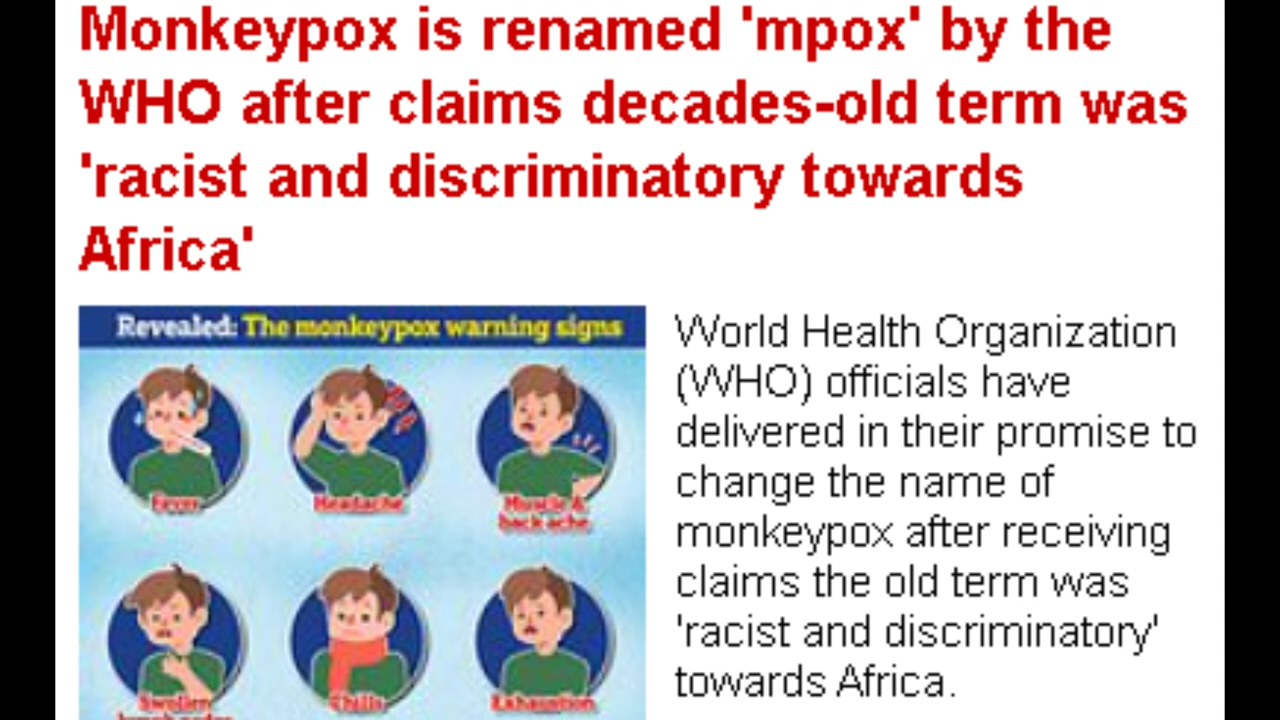 Monkeypox is renamed 'mpox' by the
WHO after claims decades-old term was
'racist and discriminatory towards
Africa'
Revealed: The monkeypox warning signs
Fever
Headache
Muscle &
back ache
Swollen
lymph nodes
Chills
Exhaustion
World Health Organization
(WHO) officials have
delivered in their promise to
change the name of
monkeypox after receiving
claims the old term was
'racist and discriminatory'
towards Africa.